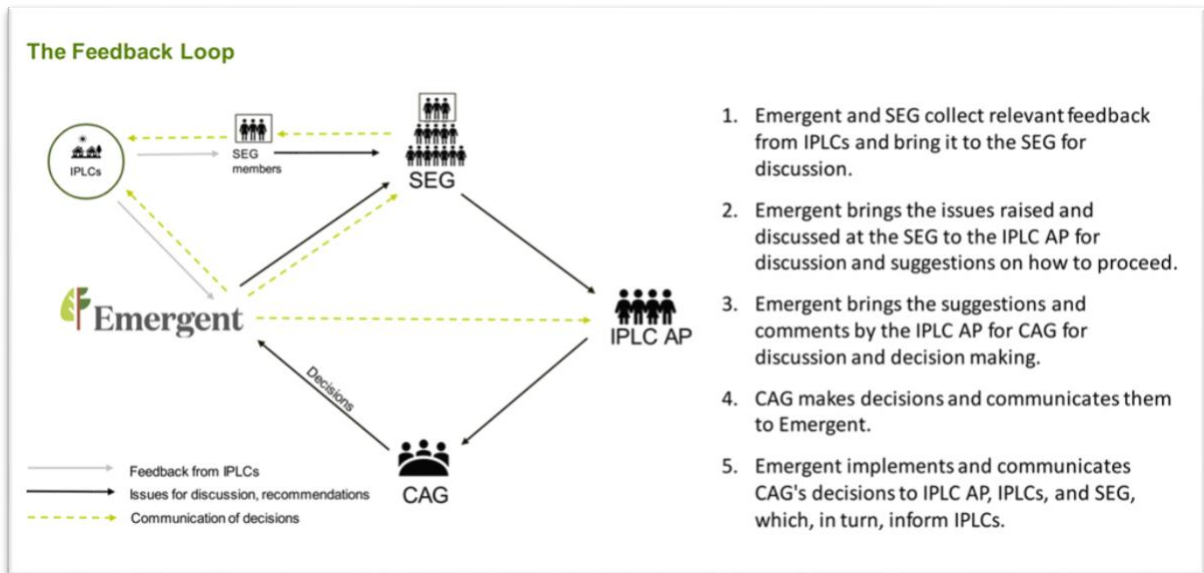 The Feedback Loop
IPLCs
SEG
members
SEG
Emergent
IPLC AP
Decisions
CAG
Feedback from IPLCs
Issues for discussion, recommendations
Communication of decisions
1. Emergent and SEG collect relevant feedback
from IPLCs and bring it to the SEG for
discussion.
2. Emergent brings the issues raised and
discussed at the SEG to the IPLC AP for
discussion and suggestions on how to proceed.
3. Emergent brings the suggestions and
comments by the IPLC AP for CAG for
discussion and decision making.
4. CAG makes decisions and communicates them
to Emergent.
5. Emergent implements and communicates
CAG's decisions to IPLC AP, IPLCs, and SEG,
which, in turn, inform IPLCs.